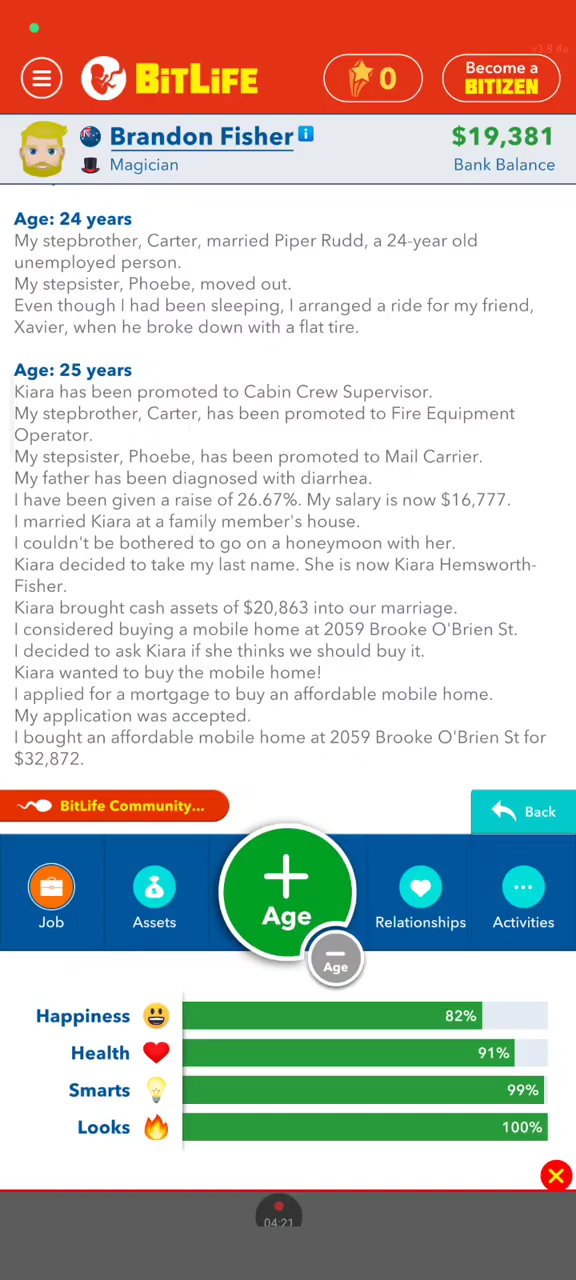 v3.8.4u
BitLife
0
Become a
BITIZEN
Brandon Fisher
$19,381
Magician
Bank Balance
Age: 24 years
My stepbrother, Carter, married Piper Rudd, a 24-year old
unemployed person.
My stepsister, Phoebe, moved out.
Even though I had been sleeping, I arranged a ride for my friend,
Xavier, when he broke down with a flat tire.
Age: 25 years
Kiara has been promoted to Cabin Crew Supervisor.
My stepbrother, Carter, has been promoted to Fire Equipment
Operator.
My stepsister, Phoebe, has been promoted to Mail Carrier.
My father has been diagnosed with diarrhea.
I have been given a raise of 26.67%. My salary is now $16,777.
I married Kiara at a family member's house.
I couldn't be bothered to go on a honeymoon with her.
Kiara decided to take my last name. She is now Kiara Hemsworth-
Fisher.
Kiara brought cash assets of $20,863 into our marriage.
I considered buying a mobile home at 2059 Brooke O'Brien St.
I decided to ask Kiara if she thinks we should buy it.
Kiara wanted to buy the mobile home!
I applied for a mortgage to buy an affordable mobile home.
My application was accepted.
I bought an affordable mobile home at 2059 Brooke O'Brien St for
$32,872.
BitLife Community...
Back
Age
Job
Assets
Relationships
Activities
Age
Happiness
82%
Health
91%
Smarts
99%
Looks
100%
04:21